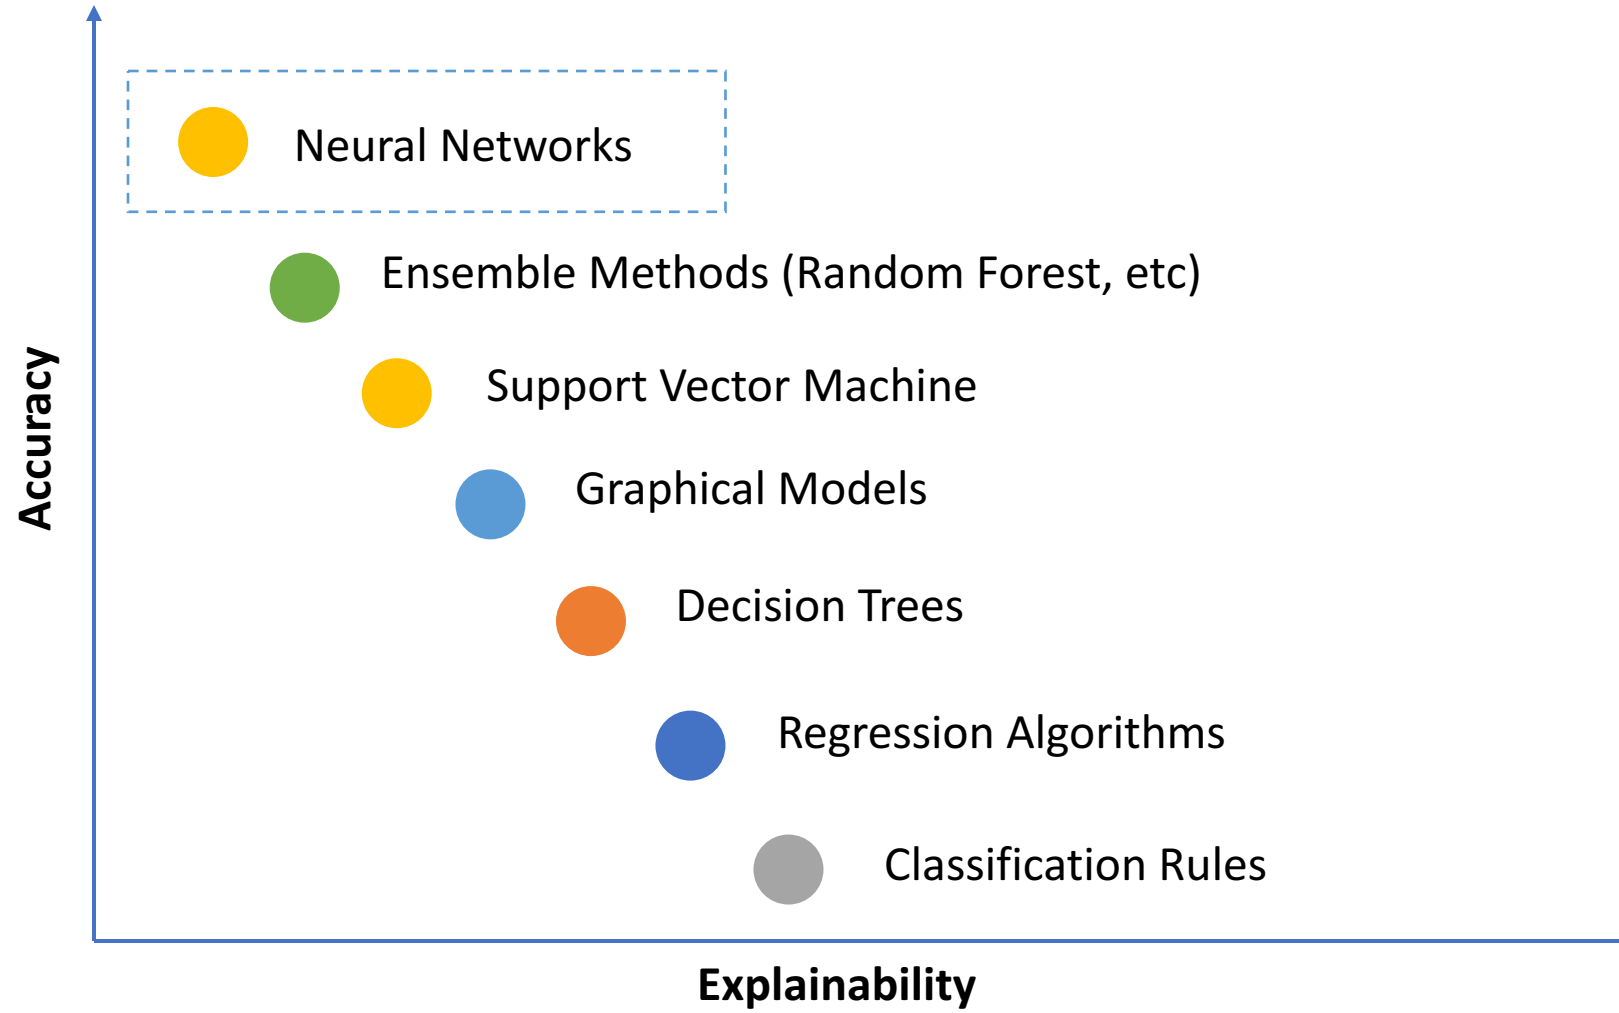 Neural Networks
Ensemble Methods (Random Forest, etc)
Support Vector Machine
Graphical Models
Decision Trees
Regression Algorithms
Classification Rules
Accuracy
Explainability